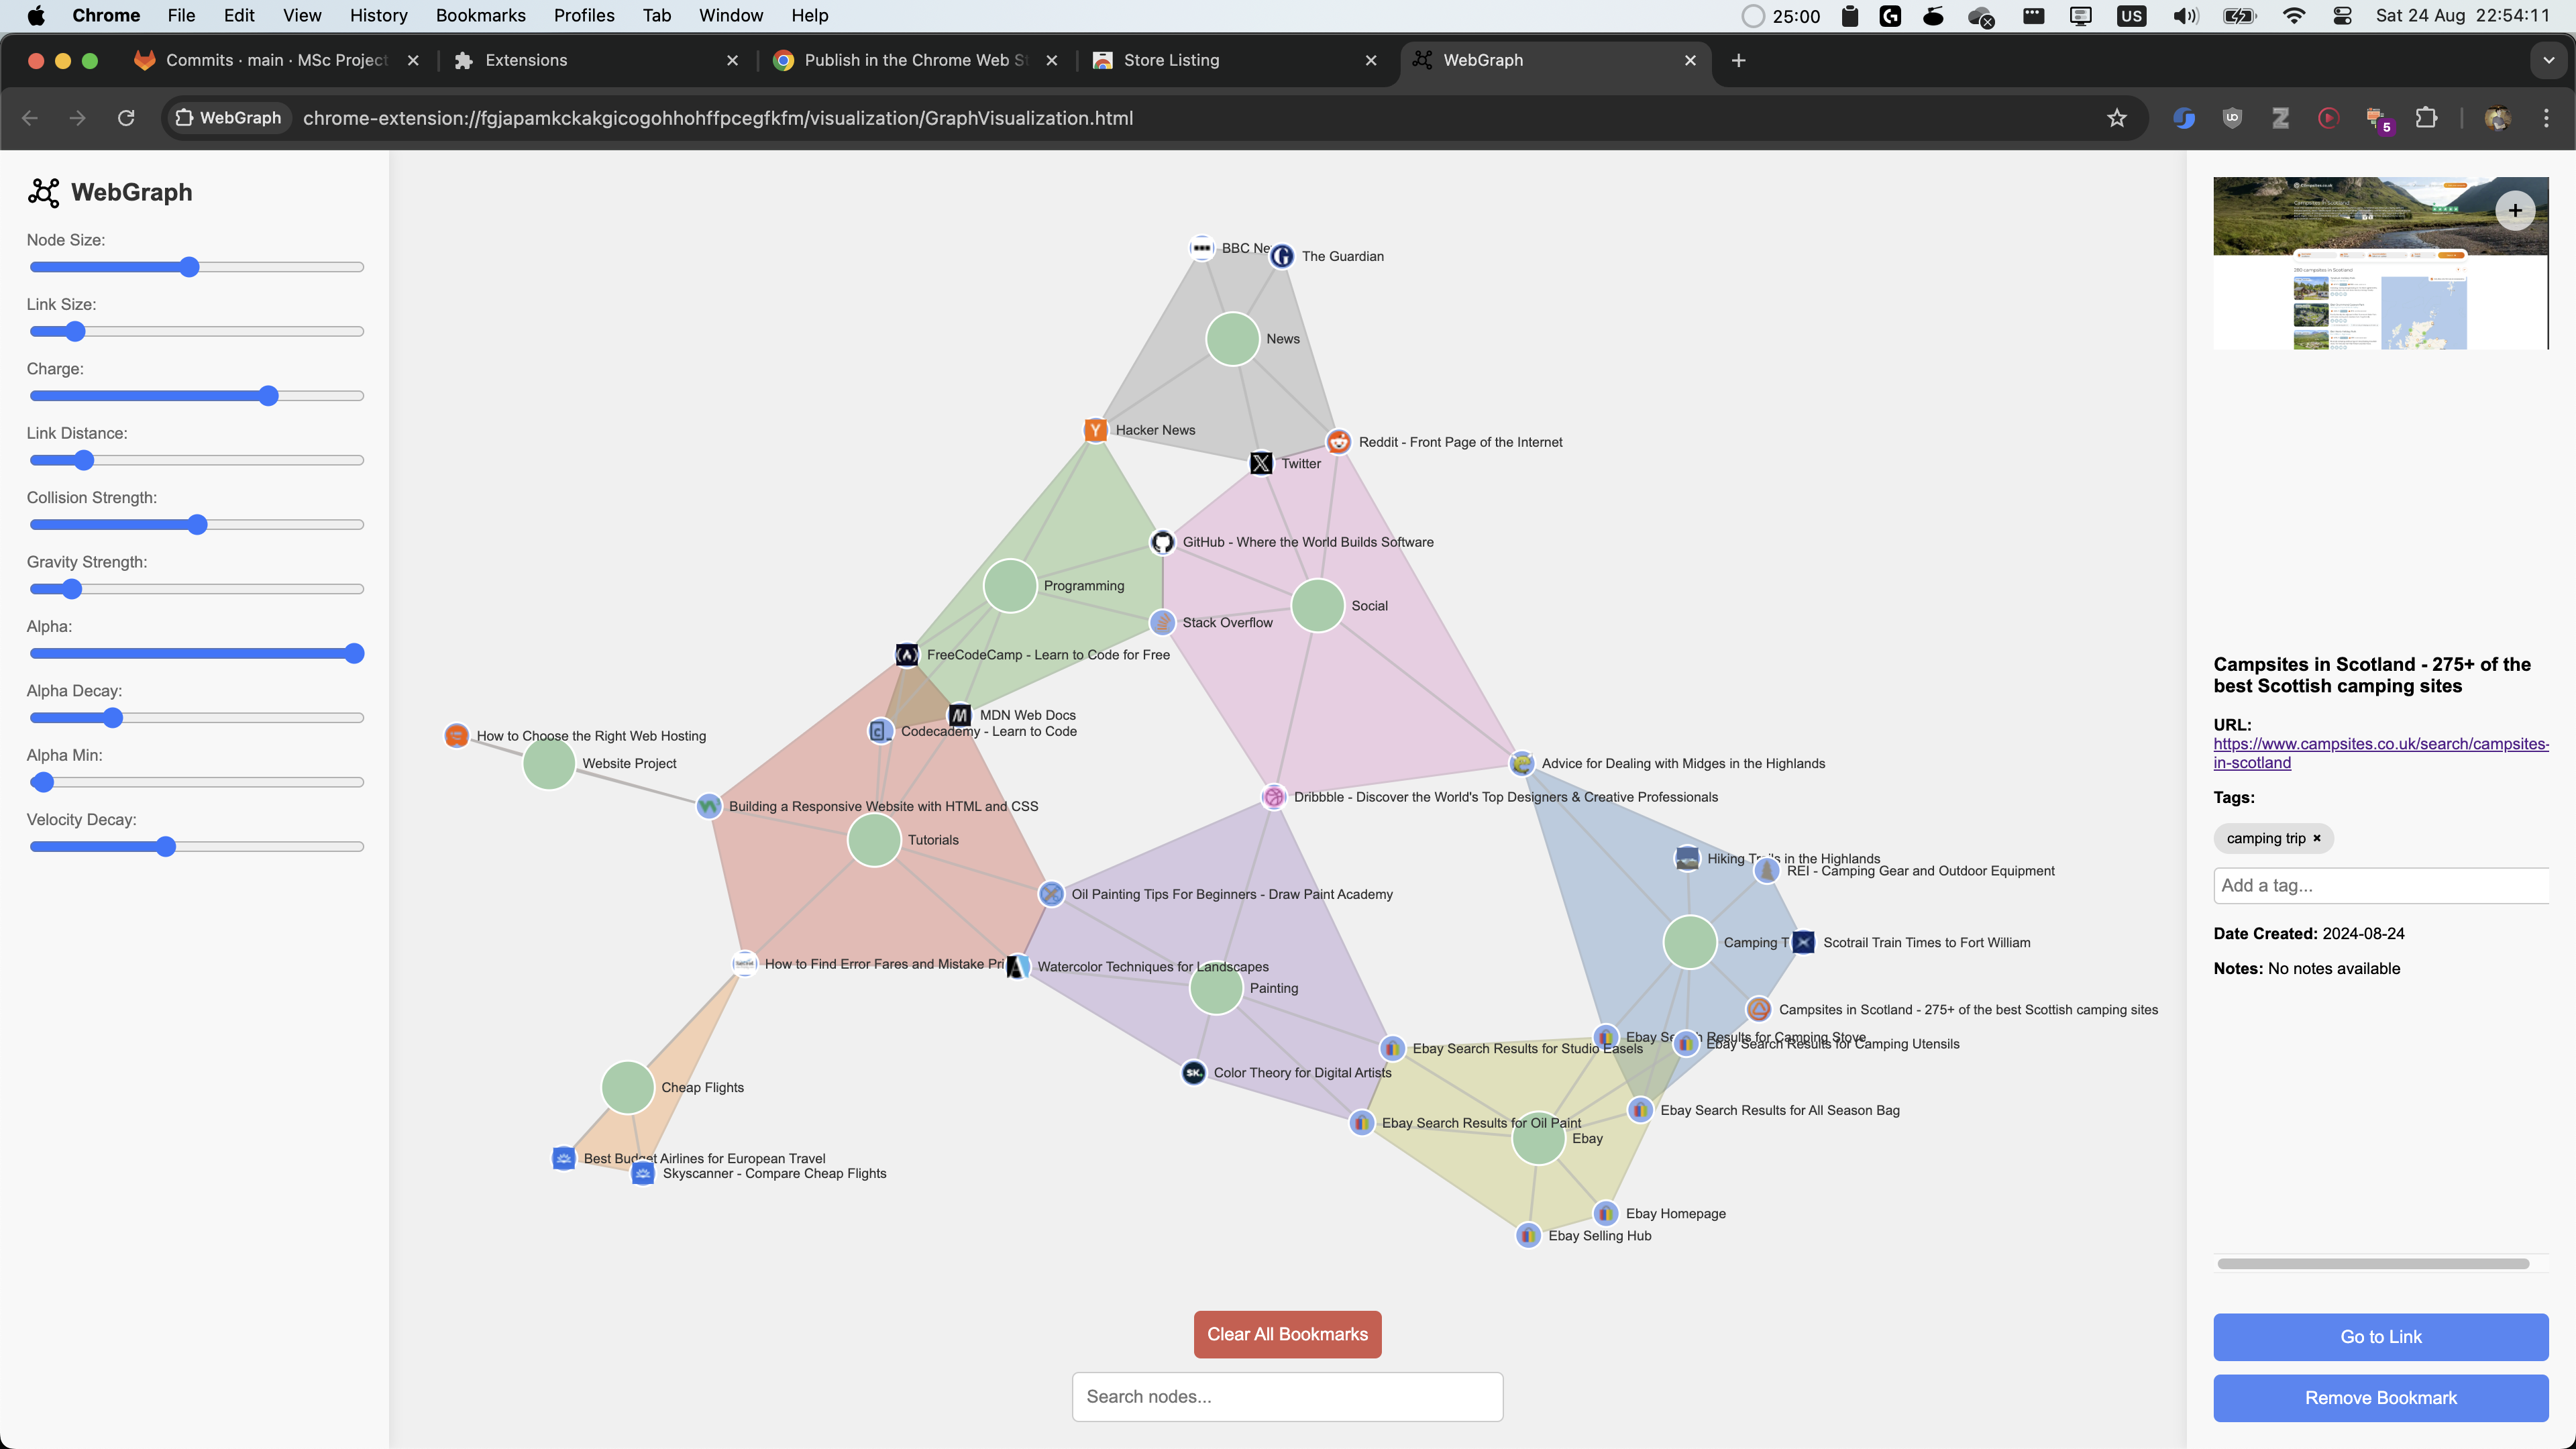 Chrome File Edit View History Bookmarks Profiles Tab Window Help
25:00 US Sat 24 Aug 22:54:11
Commits · main · MSc Project
Extensions
Publish in the Chrome Web St
Store Listing
WebGraph
WebGraph chrome-extension://fgjapamkckakgicogohhohffpcegfkfm/visualization/GraphVisualization.html
5
WebGraph
Node Size:
Link Size:
Charge:
Link Distance:
Collision Strength:
Gravity Strength:
Alpha:
Alpha Decay:
Alpha Min:
Velocity Decay:
BBC Ne
The Guardian
News
Hacker News
Reddit - Front Page of the Internet
Twitter
GitHub - Where the World Builds Software
Programming
Social
Stack Overflow
FreeCodeCamp - Learn to Code for Free
MDN Web Docs
Codecademy - Learn to Code
How to Choose the Right Web Hosting
Website Project
Advice for Dealing with Midges in the Highlands
Dribbble - Discover the World's Top Designers & Creative Professionals
Building a Responsive Website with HTML and CSS
Tutorials
Hiking Trails in the Highlands
REI - Camping Gear and Outdoor Equipment
Oil Painting Tips For Beginners - Draw Paint Academy
Camping T
Scotrail Train Times to Fort William
How to Find Error Fares and Mistake Pri
Watercolor Techniques for Landscapes
Painting
Campsites in Scotland - 275+ of the best Scottish camping sites
Ebay Search Results for Camping Stove
Ebay Search Results for Camping Utensils
Ebay Search Results for Studio Easels
Color Theory for Digital Artists
SK.
Cheap Flights
Ebay Search Results for All Season Bag
Ebay Search Results for Oil Paint
Ebay
Best Budget Airlines for European Travel
Skyscanner - Compare Cheap Flights
Ebay Homepage
Ebay Selling Hub
Clear All Bookmarks
Search nodes...
Campsites in Scotland - 275+ of the
best Scottish camping sites
URL:
https://www.campsites.co.uk/search/campsites-
in-scotland
Tags:
camping trip ×
Add a tag...
Date Created: 2024-08-24
Notes: No notes available
Go to Link
Remove Bookmark